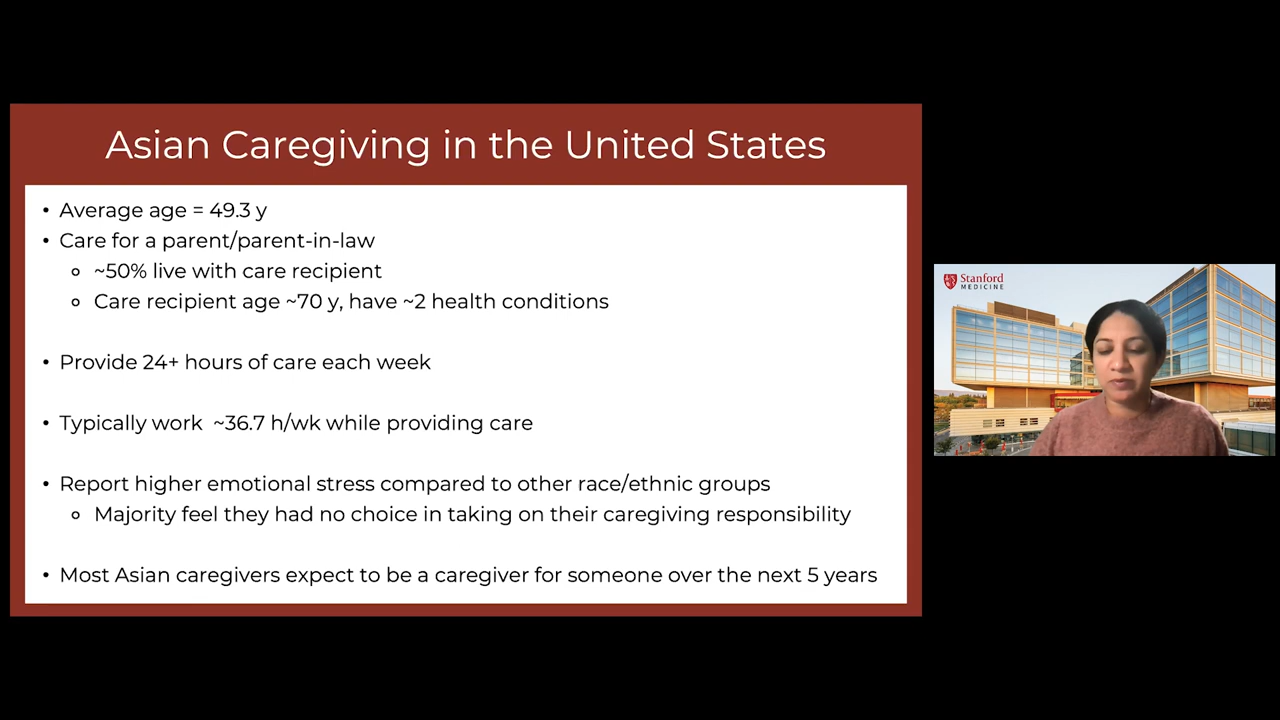 Asian Caregiving in the United States
• Average age = 49.3 y
• Care for a parent/parent-in-law
o ~50% live with care recipient
o Care recipient age ~70 y, have ~2 health conditions
• Provide 24+ hours of care each week
• Typically work ~36.7 h/wk while providing care
• Report higher emotional stress compared to other race/ethnic groups
o Majority feel they had no choice in taking on their caregiving responsibility
• Most Asian caregivers expect to be a caregiver for someone over the next 5 years
Stanford
MEDICINE